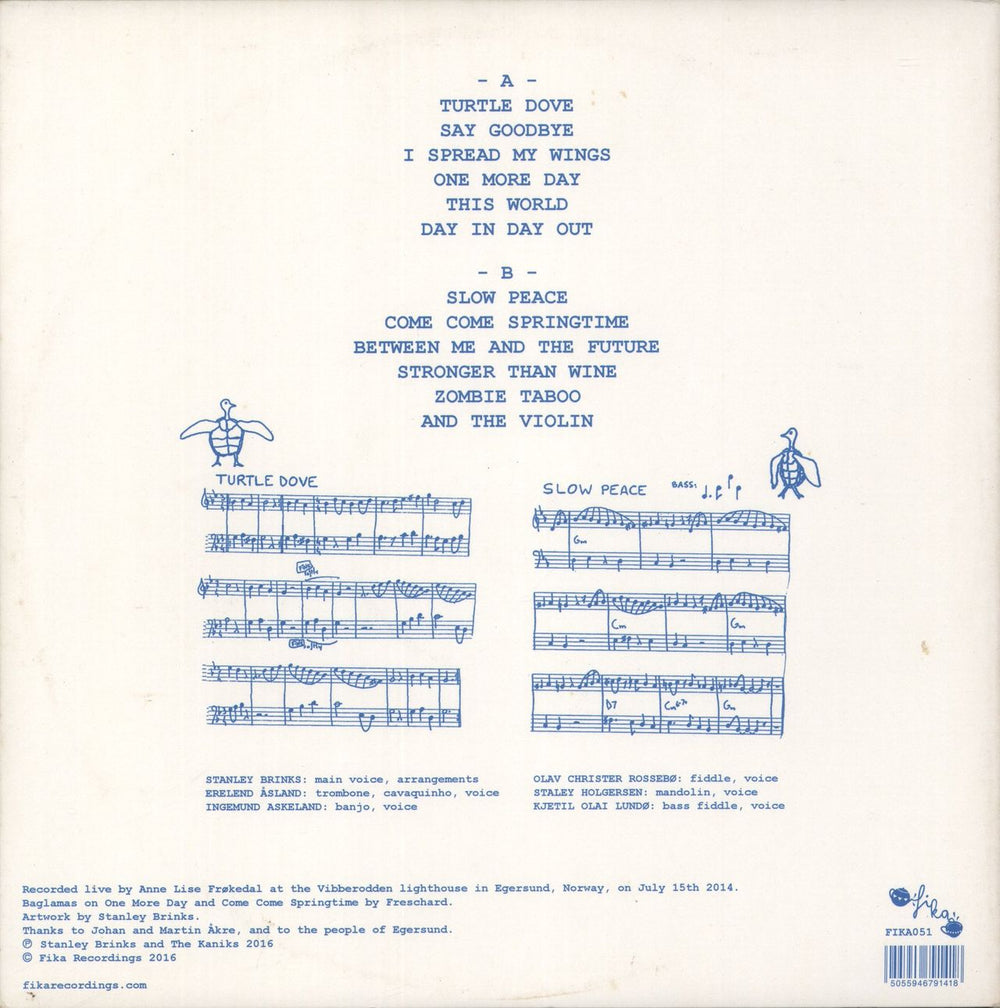 - A -
TURTLE DOVE
SAY GOODBYE
I SPREAD MY WINGS
ONE MORE DAY
THIS WORLD
DAY IN DAY OUT
- B -
SLOW PEACE
COME COME SPRINGTIME
BETWEEN ME AND THE FUTURE
STRONGER THAN WINE
ZOMBIE TABOO
AND THE VIOLIN
TURTLE DOVE
SLOW PEACE BASS:
Gm
Cm Gm
D7 Gm
STANLEY BRINKS: main voice, arrangements
ERELEND ÅSLAND: trombone, cavaquinho, voice
INGEMUND ASKELAND: banjo, voice
OLAV CHRISTER ROSSEBØ: fiddle, voice
STALEY HOLGERSEN: mandolin, voice
KJETIL OLAI LUNDØ: bass fiddle, voice
Recorded live by Anne Lise Frøkedal at the Vibberodden lighthouse in Egersund, Norway, on July 15th 2014.
Baglamas on One More Day and Come Come Springtime by Freschard.
Artwork by Stanley Brinks.
Thanks to Johan and Martin Åkre, and to the people of Egersund.
℗ Stanley Brinks and The Kaniks 2016
© Fika Recordings 2016
fikarecordings.com
fika
FIKA051
5055946791418